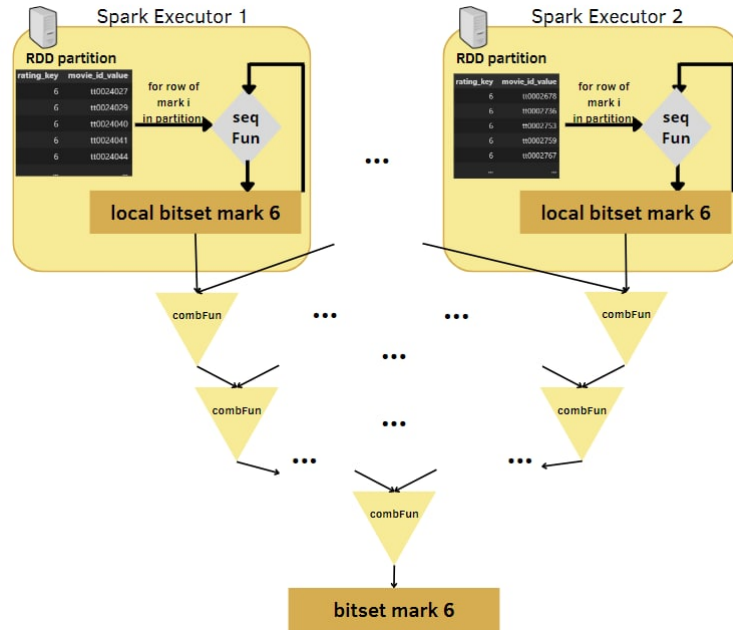 Spark Executor 1
RDD partition
rating_key movie_id_value
6 tt0024027
6 tt0024029
6 tt0024040
6 tt0024041
6 tt0024044
... ...
for row of
mark i
in partition
seq
Fun
local bitset mark 6
...
Spark Executor 2
RDD partition
rating_key movie_id_value
6 tt0002678
6 tt0002736
6 tt0002753
6 tt0002759
6 tt0002767
... ...
for row of
mark i
in partition
seq
Fun
local bitset mark 6
combFun
... ...
combFun
...
combFun
...
combFun
... ...
combFun
bitset mark 6